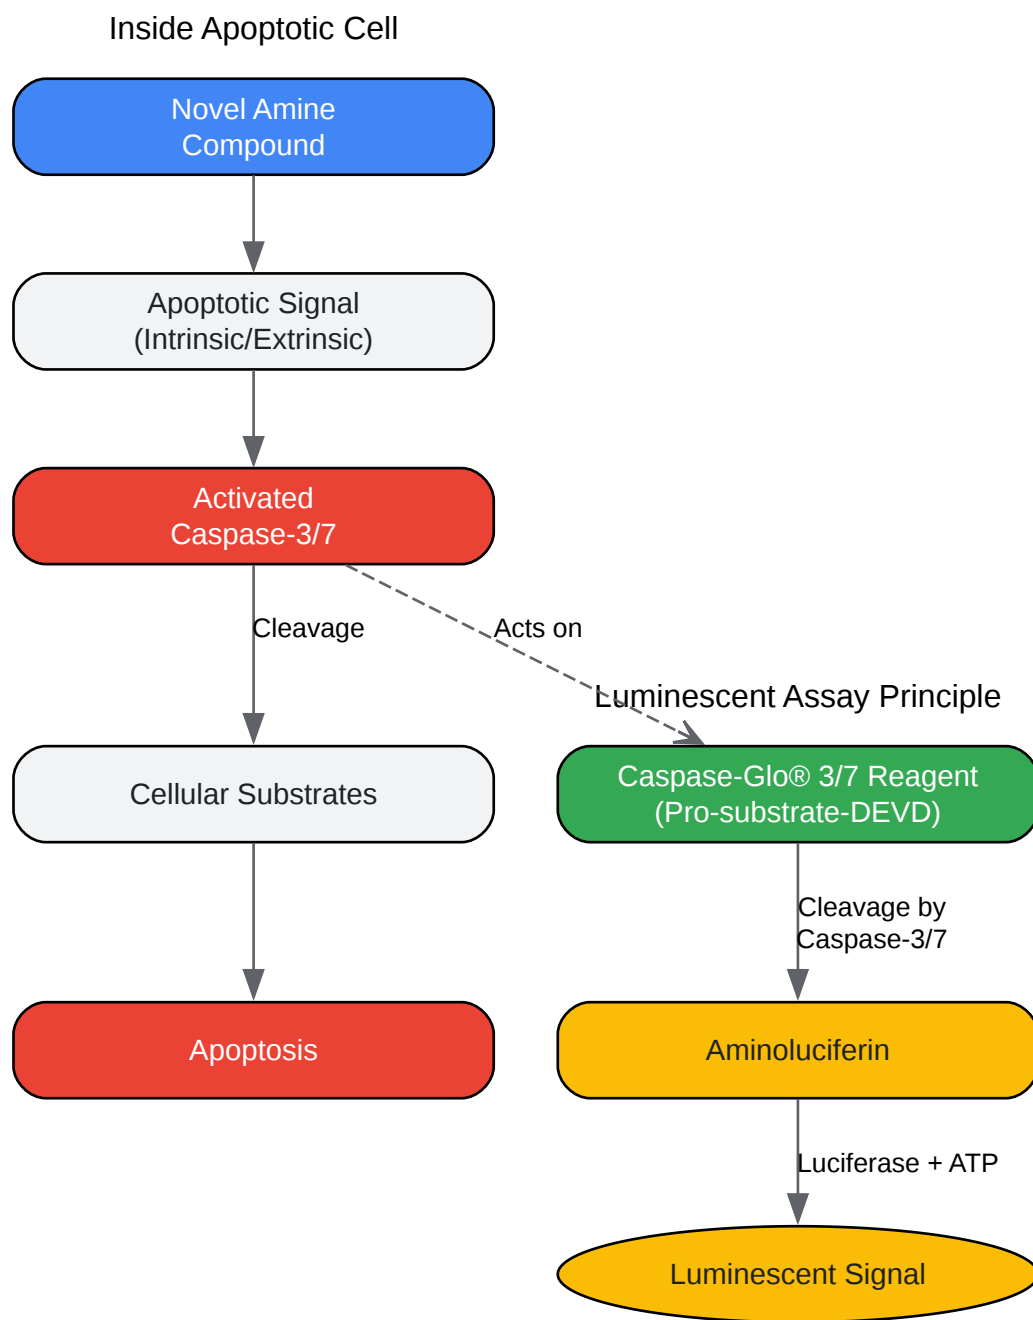 Inside Apoptotic Cell
Novel Amine
Compound
Apoptotic Signal
(Intrinsic/Extrinsic)
Activated
Caspase-3/7
Cleavage
Acts on
Luminescent Assay Principle
Cellular Substrates
Caspase-Glo® 3/7 Reagent
(Pro-substrate-DEVD)
Cleavage by
Caspase-3/7
Apoptosis
Aminoluciferin
Luciferase + ATP
Luminescent Signal